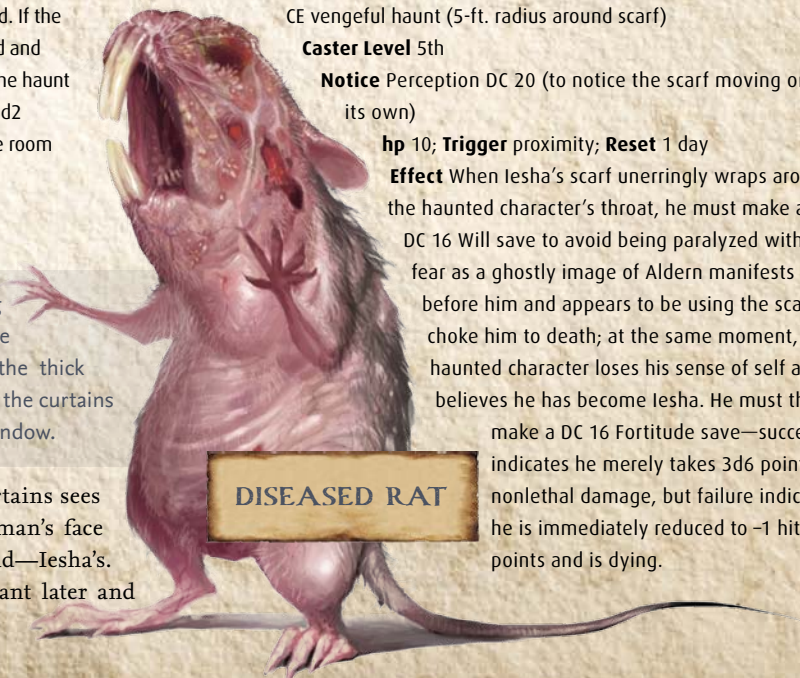 d. If the
d and
he haunt
d2
e room
the thick
the curtains
ndow.
rtains sees
man's face
d—Iesha's.
ant later and
CE vengeful haunt (5-ft. radius around scarf)
Caster Level 5th
Notice Perception DC 20 (to notice the scarf moving on
its own)
hp 10; Trigger proximity; Reset 1 day
Effect When Iesha's scarf unerringly wraps
the haunted character's throat, he must make a
DC 16 Will save to avoid being paralyzed with
fear as a ghostly image of Aldern manifests
before him and appears to be using the
choke him to death; at the same moment,
haunted character loses his sense of self
believes he has become Iesha. He must
make a DC 16 Fortitude save—
indicates he merely takes 3d6
nonlethal damage, but failure
he is immediately reduced to –1 hit
points and is dying.
DISEASED RAT